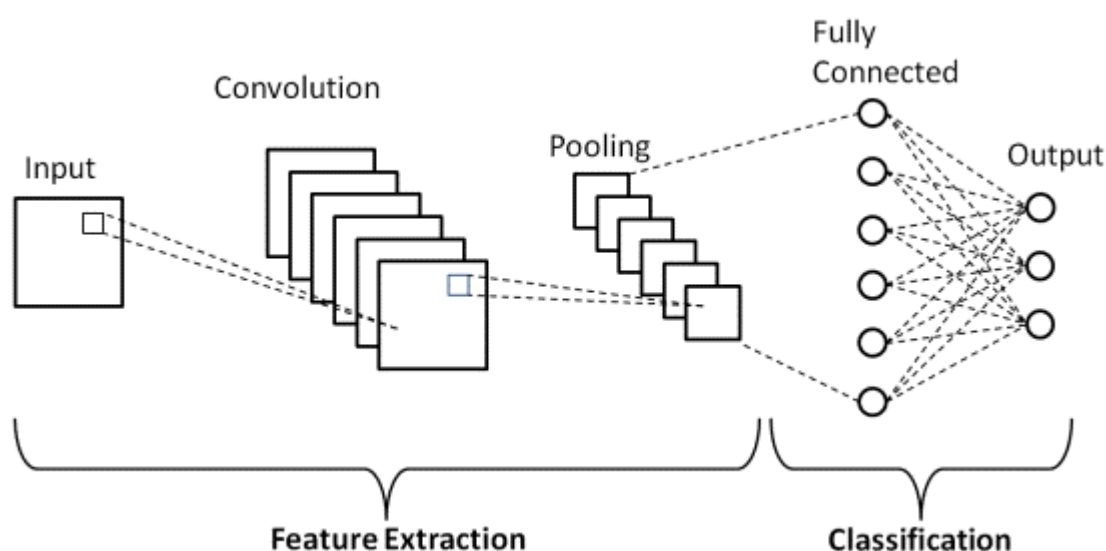 Fully
Connected
Convolution
Pooling
Input
Output
Feature Extraction
Classification